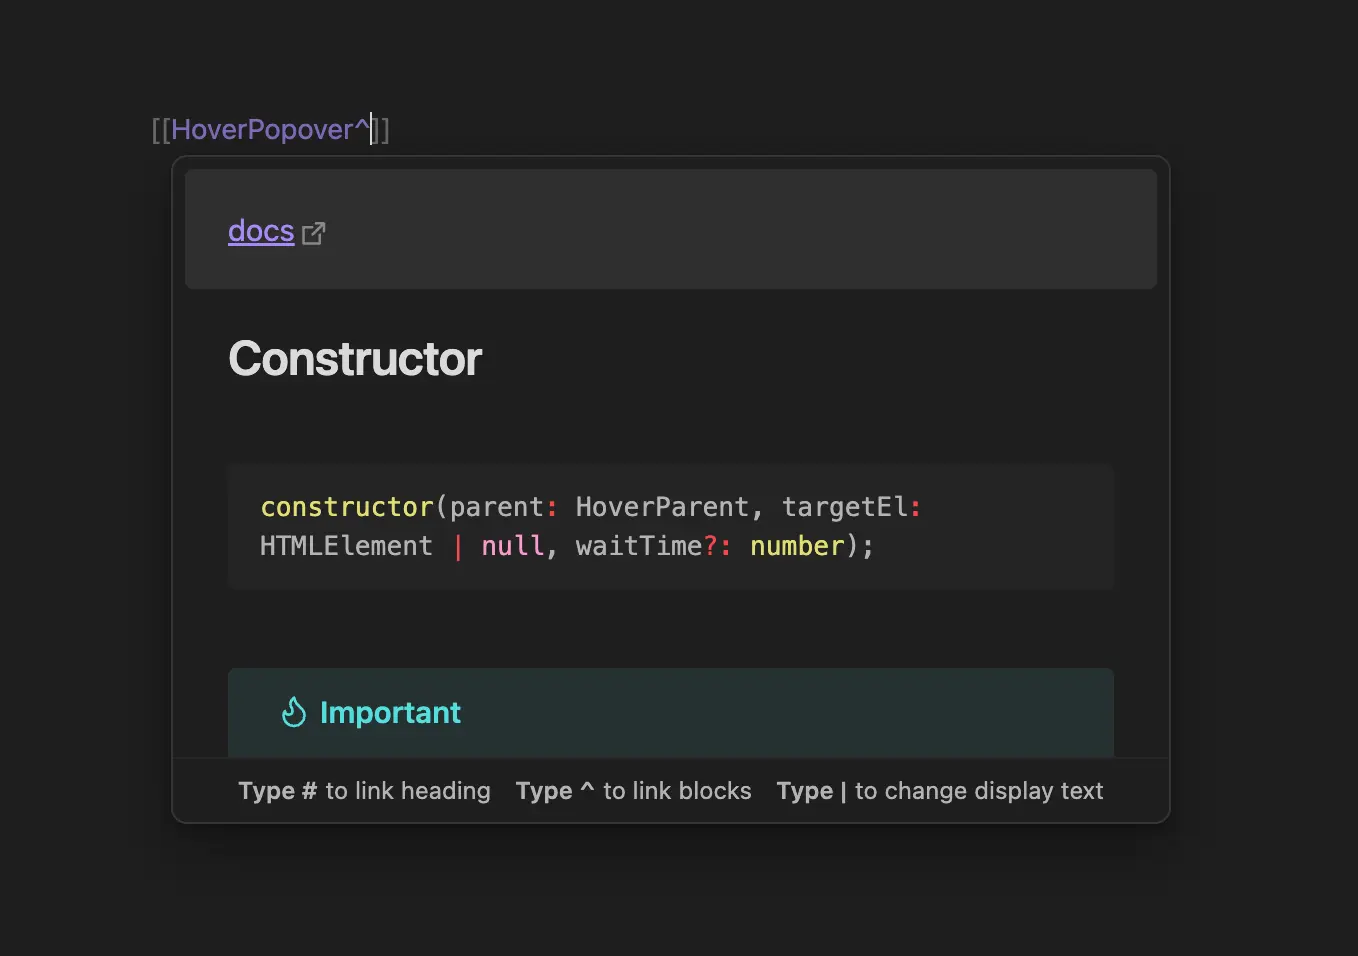 [[HoverPopover^]]
docs
Constructor
constructor(parent: HoverParent, targetEl:
HTMLElement | null, waitTime?: number);
Important
Type # to link heading Type ^ to link blocks Type | to change display text